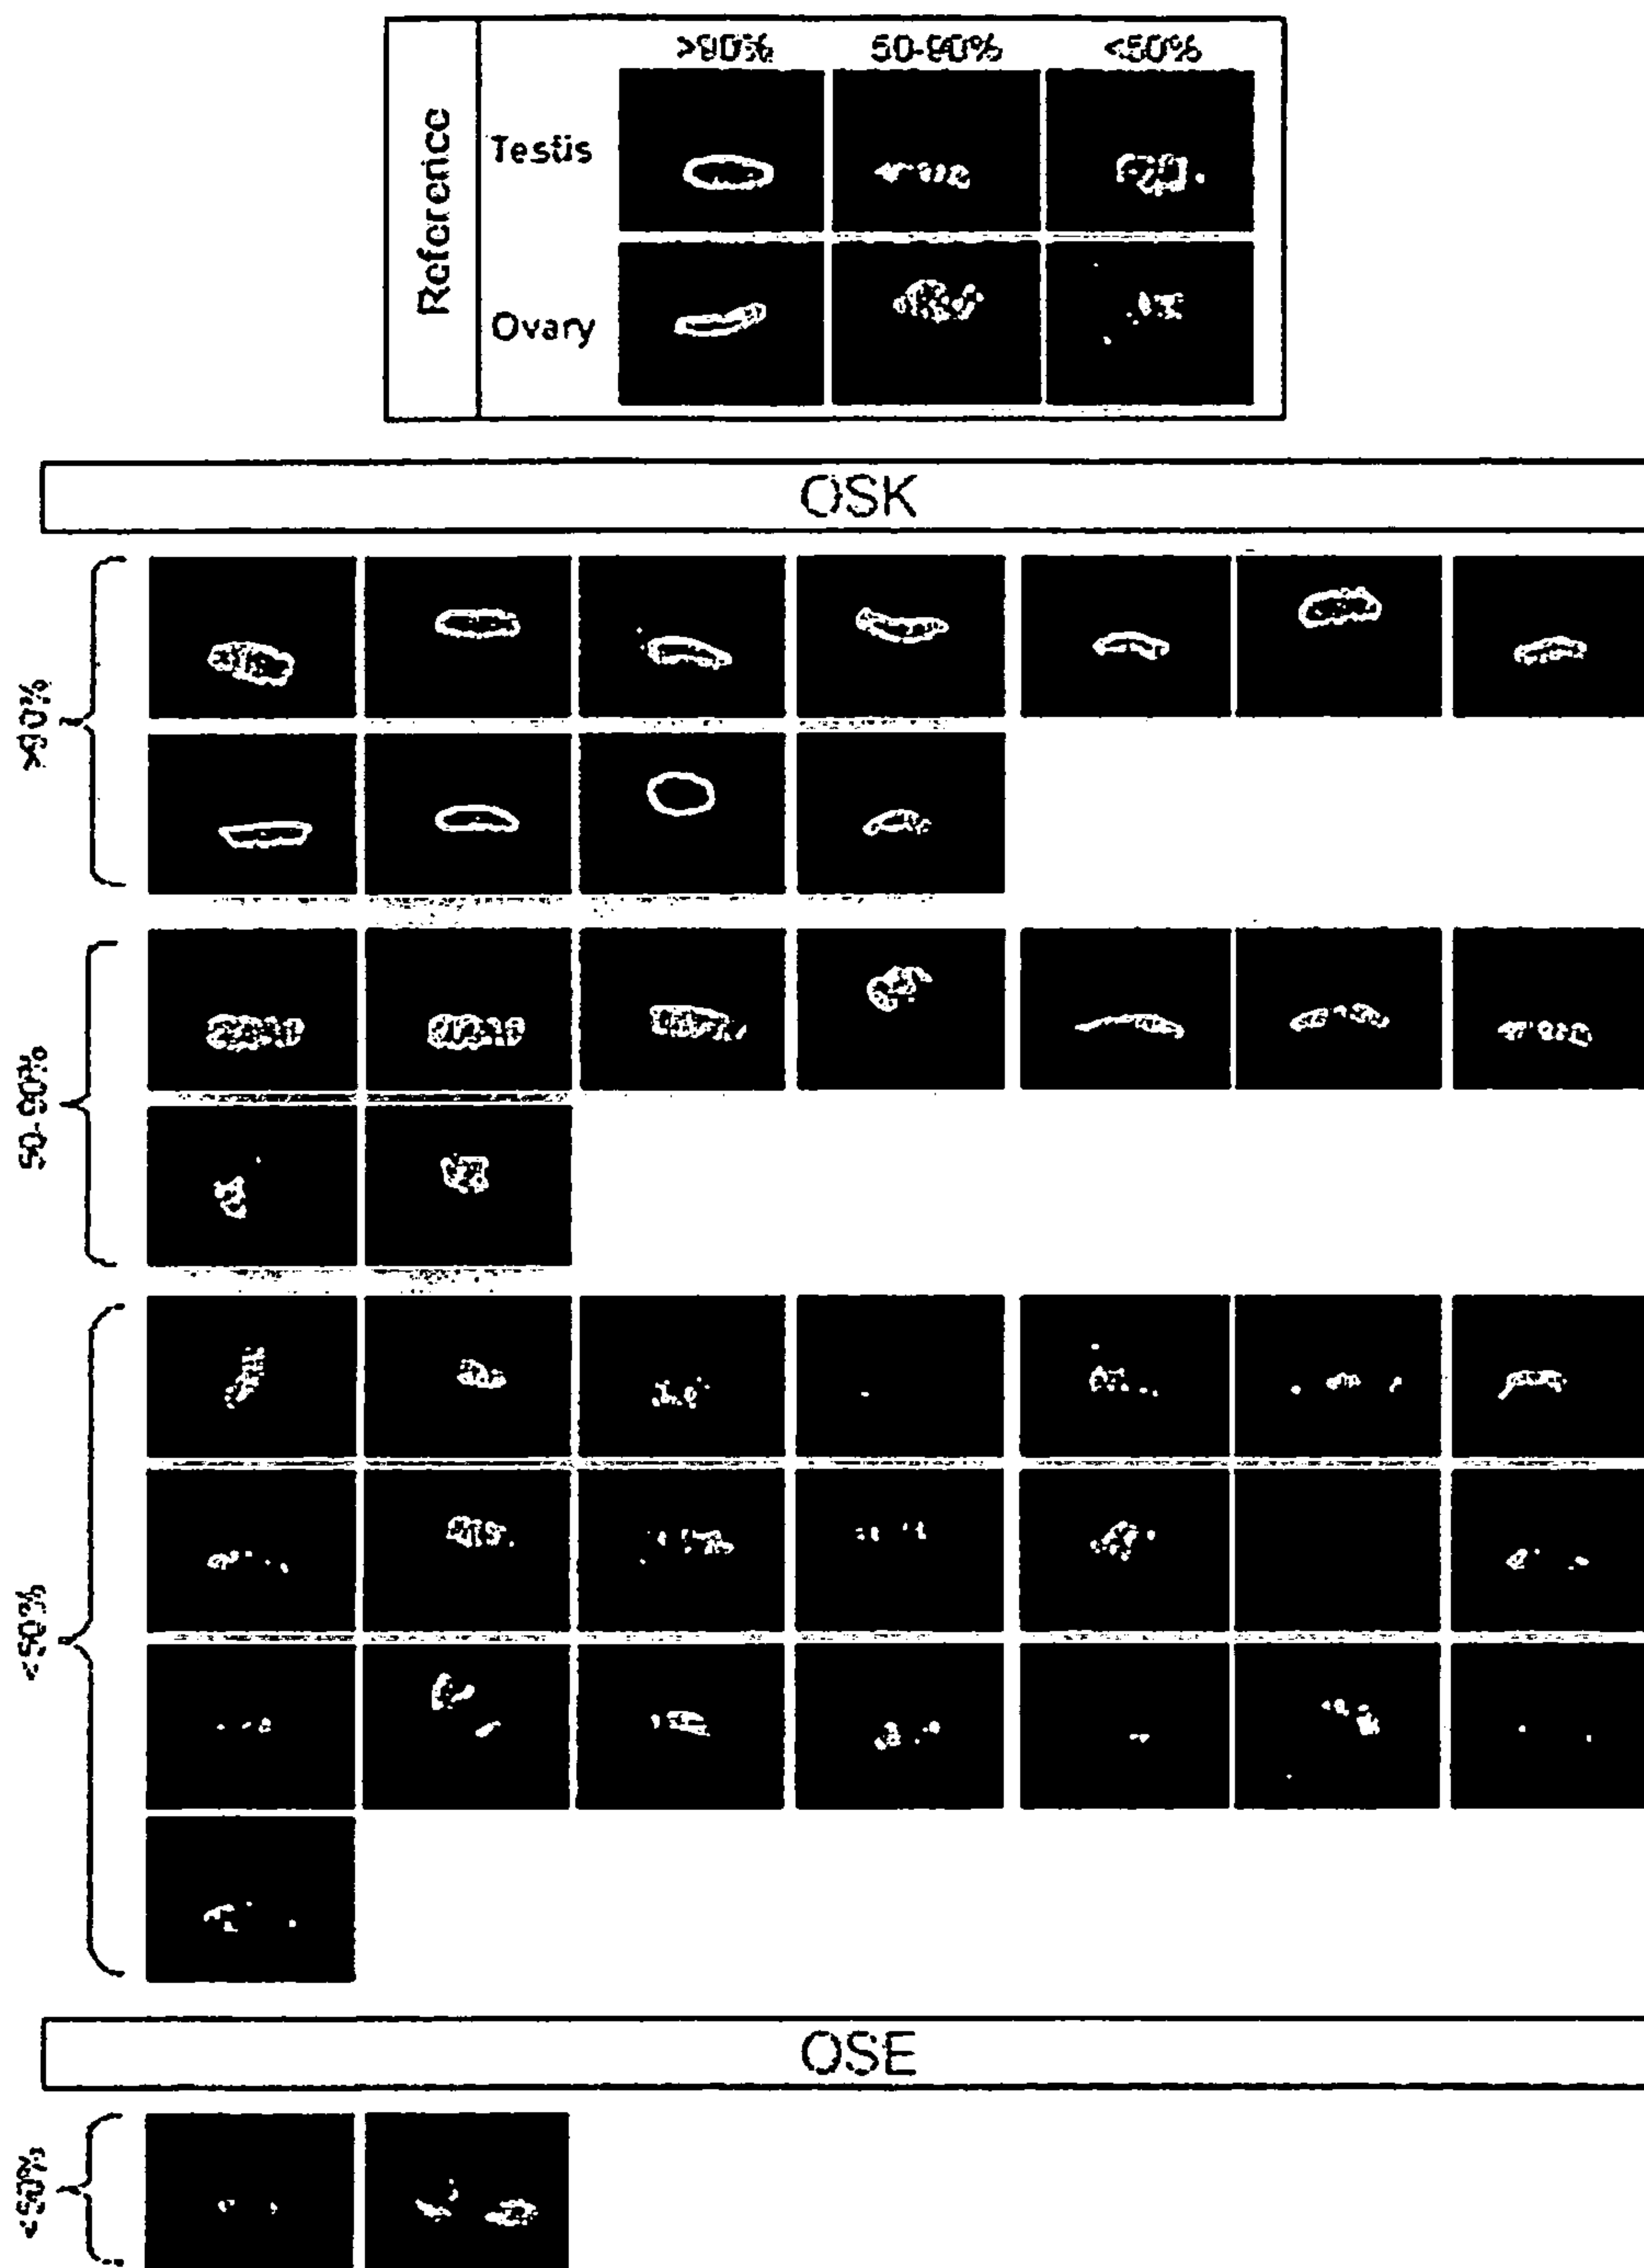 >90% 50-90% <50%
Reference
Testis
Ovary
OSK
>90%
50-90%
<50%
OSE
<50%